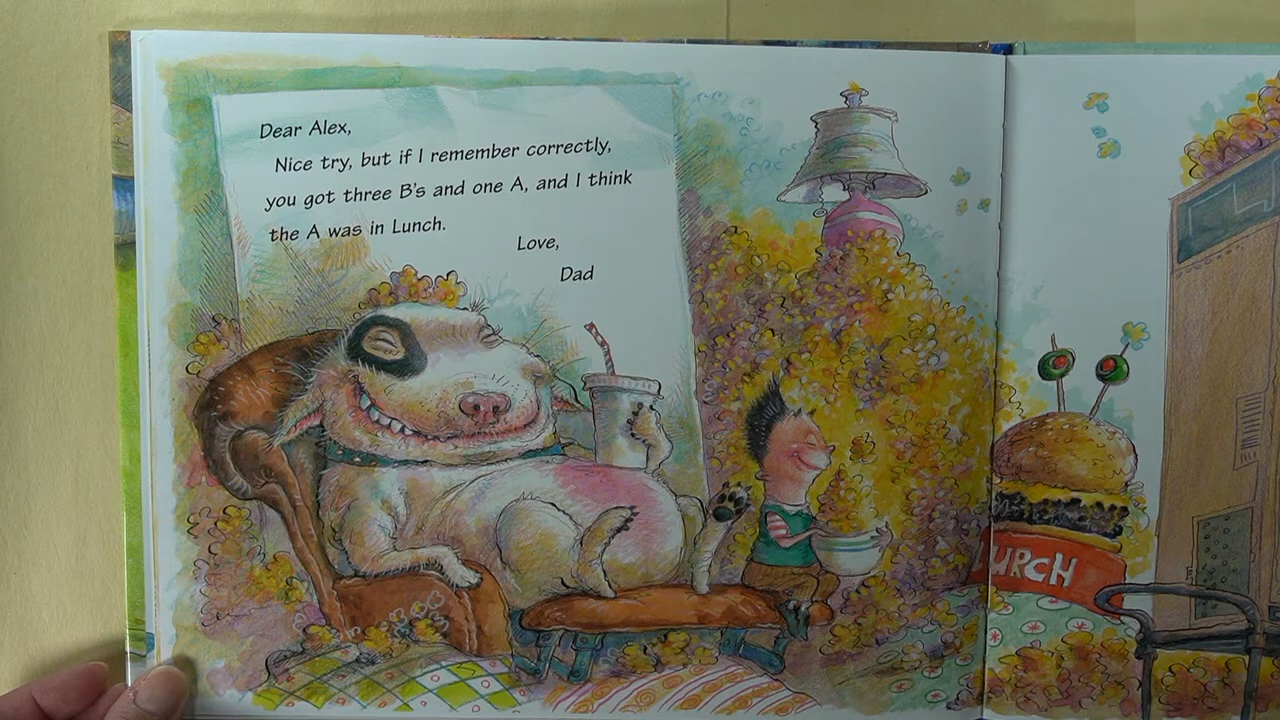 Dear Alex,
Nice try, but if I remember correctly,
you got three B's and one A, and I think
the A was in Lunch.
Love,
Dad
URCH